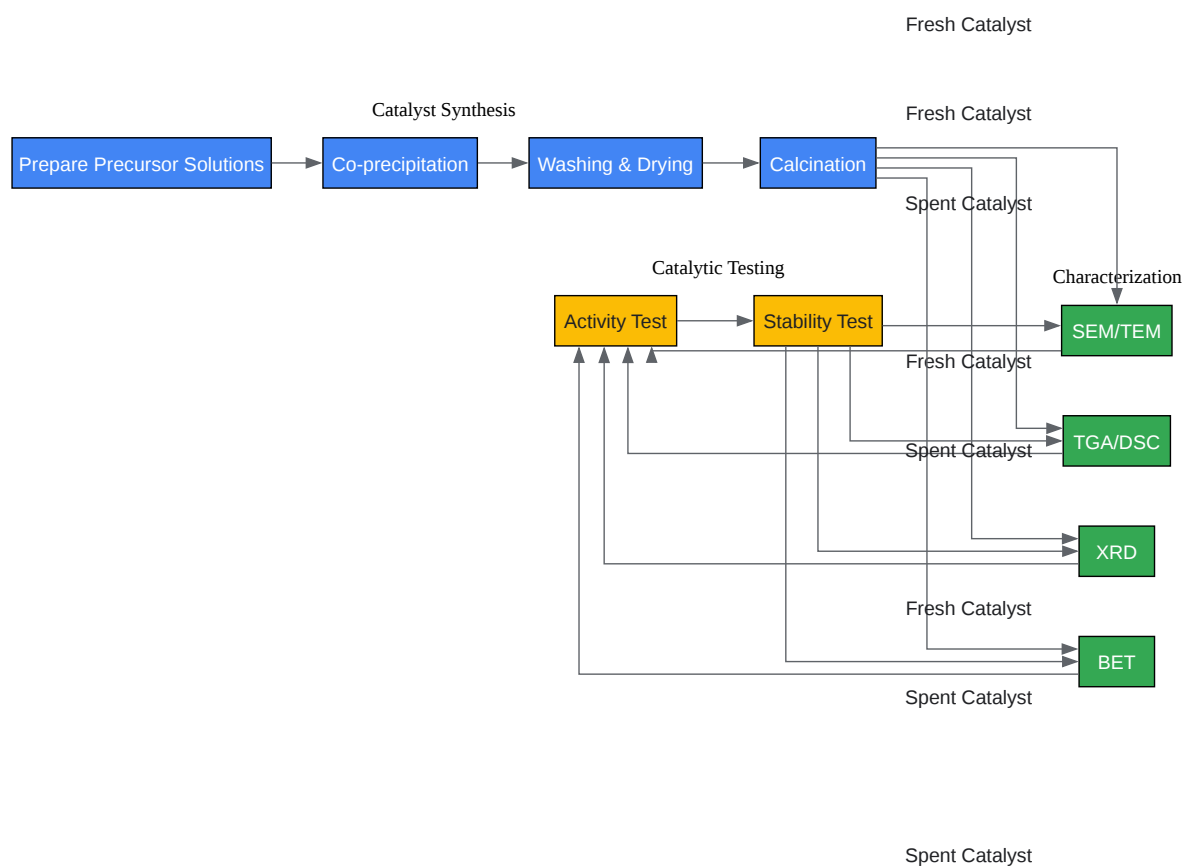 Fresh Catalyst
Catalyst Synthesis
Fresh Catalyst
Prepare Precursor Solutions
Co-precipitation
Washing & Drying
Calcination
Spent Catalyst
Catalytic Testing
Characterization
Activity Test
Stability Test
SEM/TEM
Fresh Catalyst
TGA/DSC
Spent Catalyst
XRD
Fresh Catalyst
BET
Spent Catalyst
Spent Catalyst